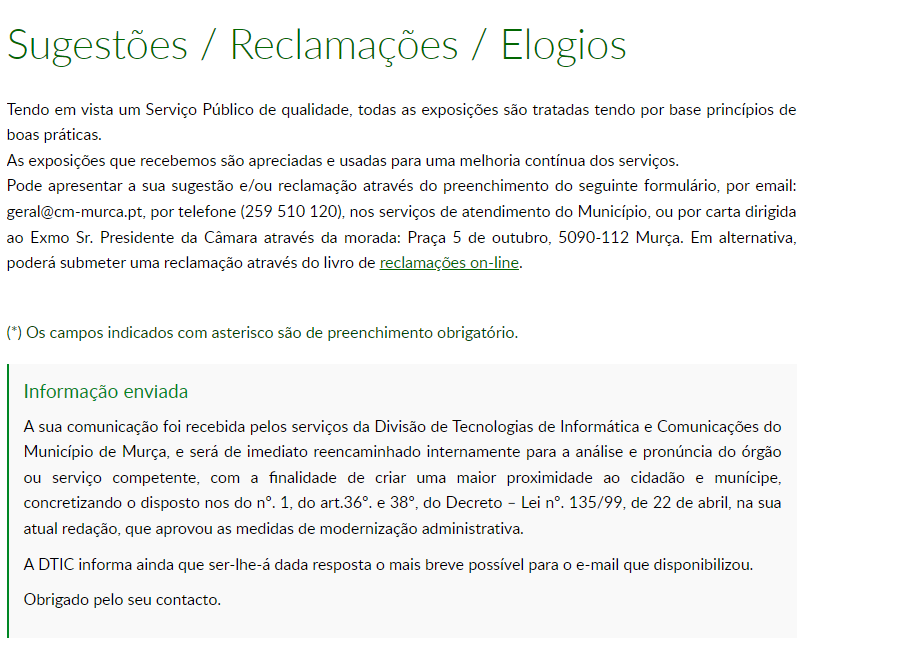 Sugestões / Reclamações / Elogios
Tendo em vista um Serviço Público de qualidade, todas as exposições são tratadas tendo por base princípios de
boas práticas.
As exposições que recebemos são apreciadas e usadas para uma melhoria contínua dos serviços.
Pode apresentar a sua sugestão e/ou reclamação através do preenchimento do seguinte formulário, por email:
geral@cm-murca.pt, por telefone (259 510 120), nos serviços de atendimento do Município, ou por carta dirigida
ao Exmo Sr. Presidente da Câmara através da morada: Praça 5 de outubro, 5090-112 Murça. Em alternativa,
poderá submeter uma reclamação através do livro de reclamações on-line.
(*) Os campos indicados com asterisco são de preenchimento obrigatório.
Informação enviada
A sua comunicação foi recebida pelos serviços da Divisão de Tecnologias de Informática e Comunicações do
Município de Murça, e será de imediato reencaminhado internamente para a análise e pronúncia do órgão
ou serviço competente, com a finalidade de criar uma maior proximidade ao cidadão e munícipe,
concretizando o disposto nos do nº. 1, do art.36º. e 38º, do Decreto – Lei nº. 135/99, de 22 de abril, na sua
atual redação, que aprovou as medidas de modernização administrativa.
A DTIC informa ainda que ser-lhe-á dada resposta o mais breve possível para o e-mail que disponibilizou.
Obrigado pelo seu contacto.